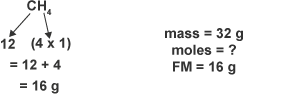 CH₄
12 (4 x 1)
= 12 + 4
= 16 g
mass = 32 g
moles = ?
FM = 16 g